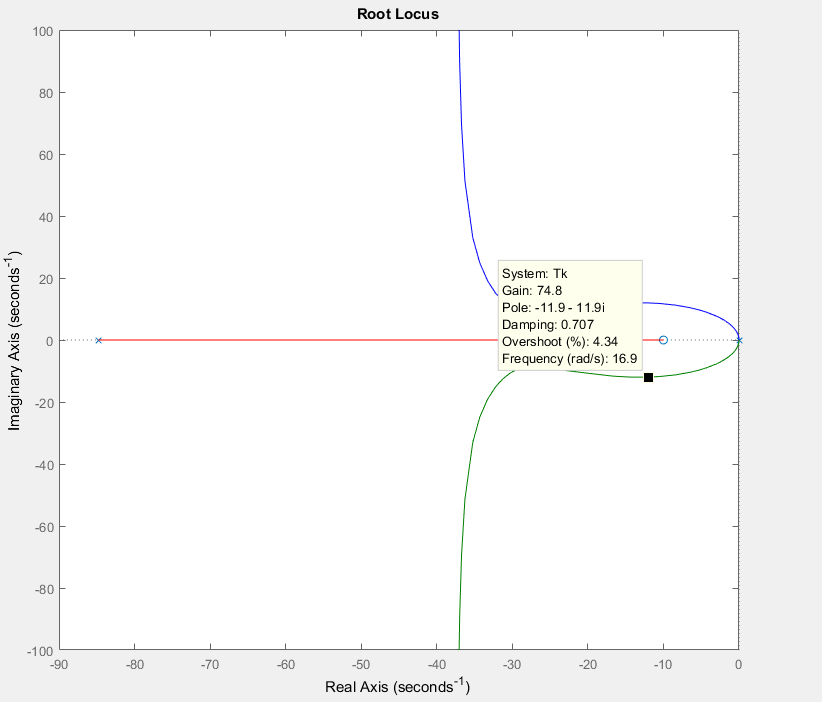 Root Locus
100
80
60
40
20
0
-20
-40
-60
-80
-100
Imaginary Axis (seconds-1)
System: Tk
Gain: 74.8
Pole: -11.9 - 11.9i
Damping: 0.707
Overshoot (%): 4.34
Frequency (rad/s): 16.9
-90 -80 -70 -60 -50 -40 -30 -20 -10 0
Real Axis (seconds-1)